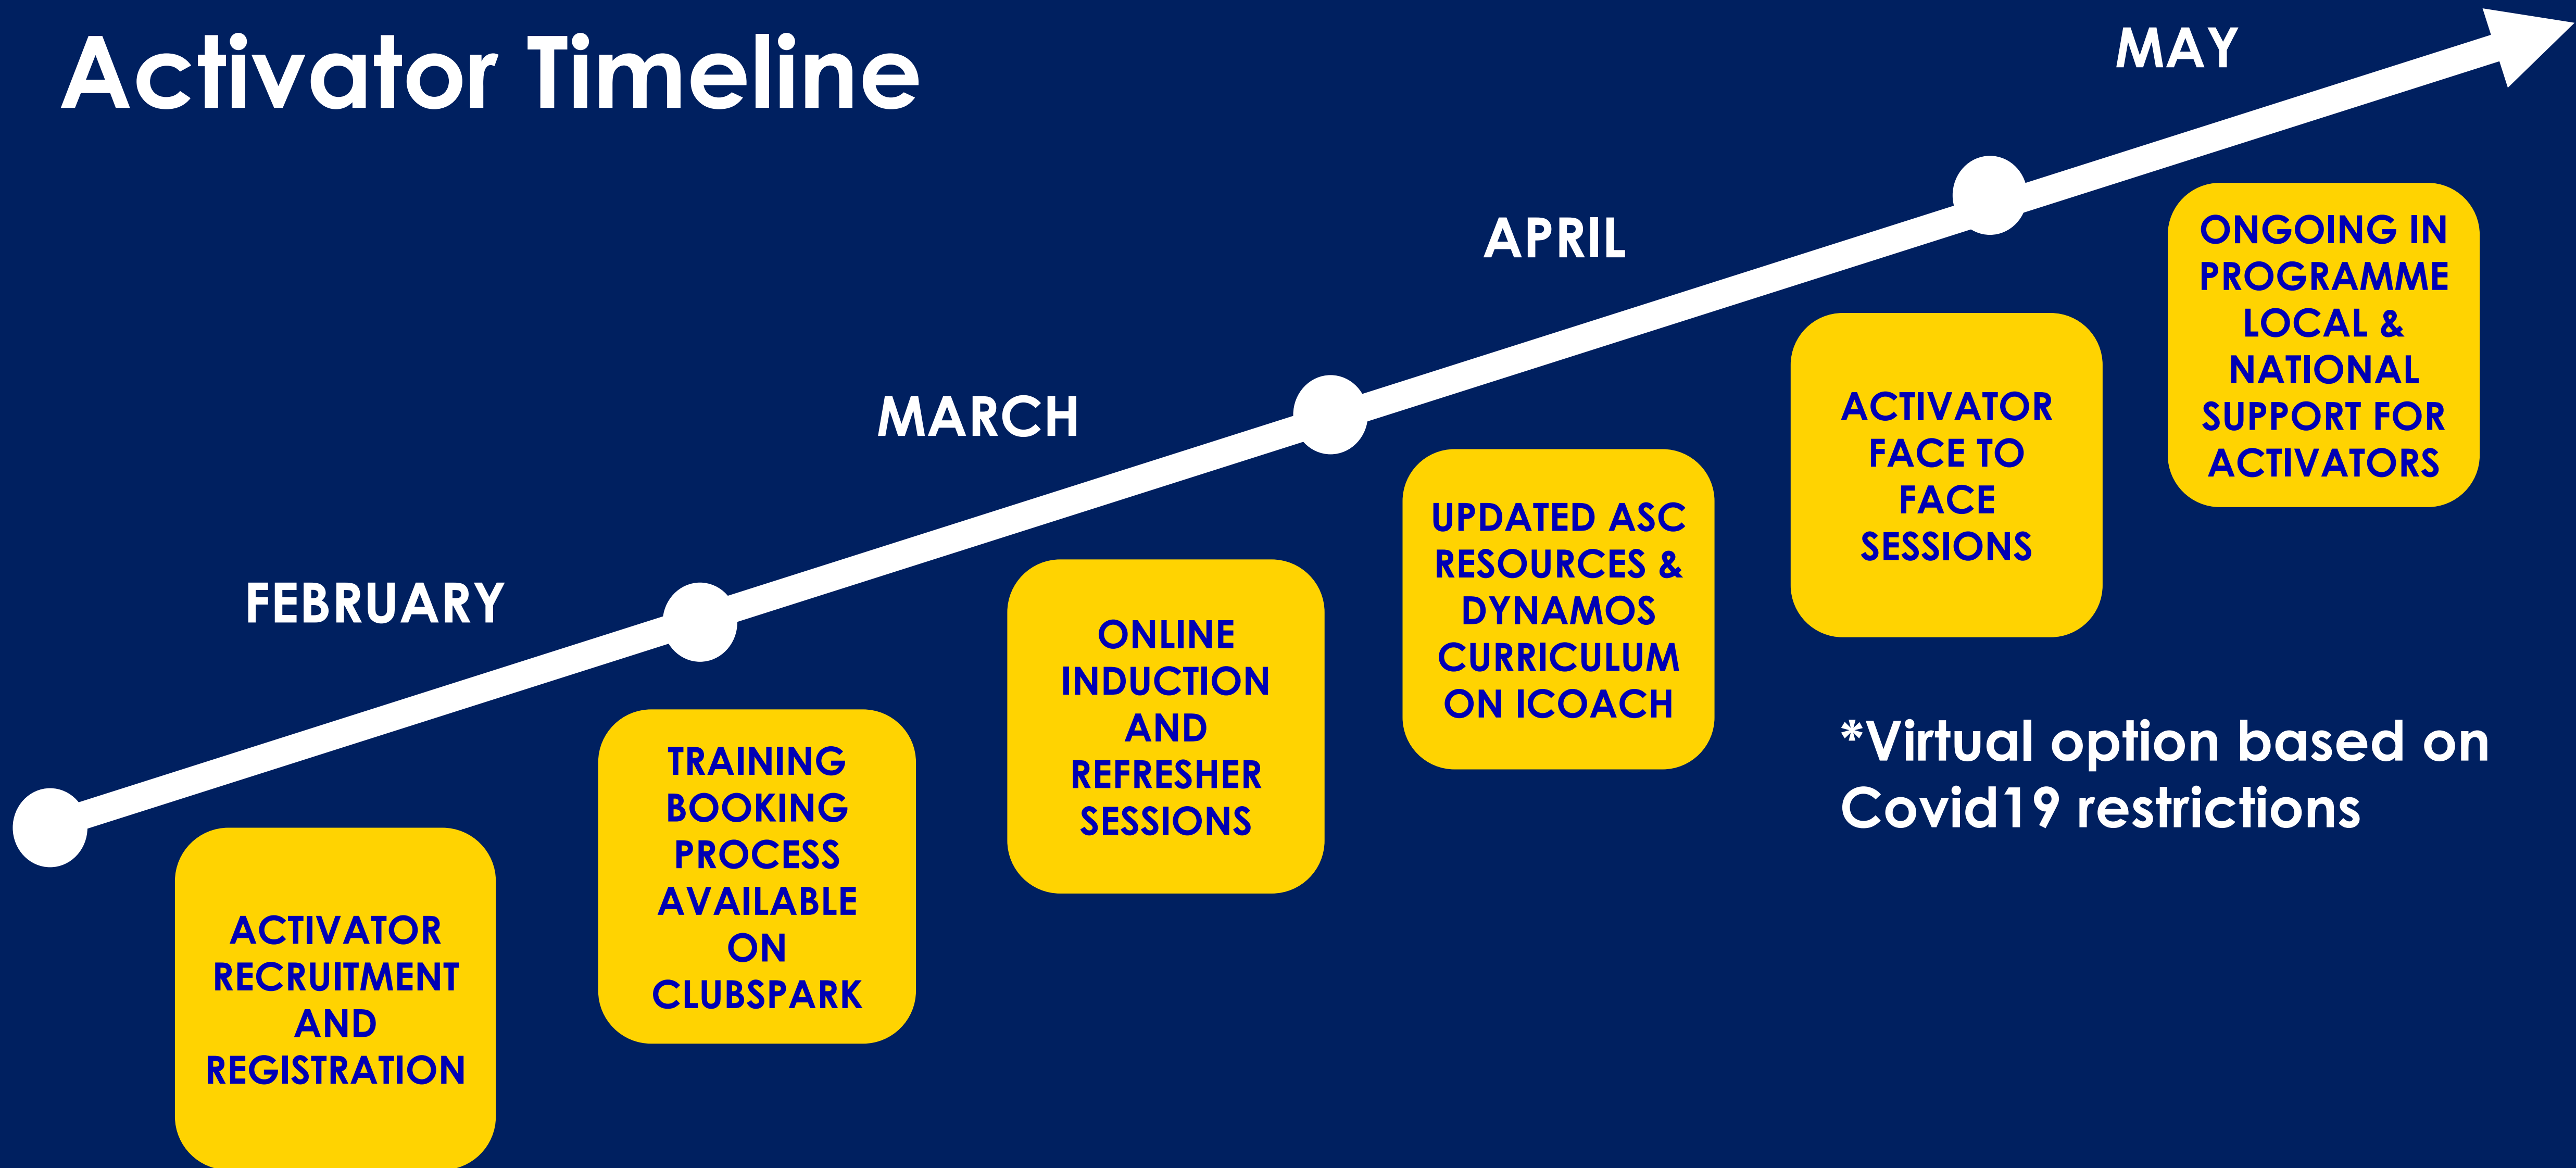 Activator Timeline
FEBRUARY
MARCH
APRIL
MAY
ACTIVATOR
RECRUITMENT
AND
REGISTRATION
TRAINING
BOOKING
PROCESS
AVAILABLE
ON
CLUBSPARK
ONLINE
INDUCTION
AND
REFRESHER
SESSIONS
UPDATED ASC
RESOURCES &
DYNAMOS
CURRICULUM
ON ICOACH
ACTIVATOR
FACE TO
FACE
SESSIONS
ONGOING IN
PROGRAMME
LOCAL &
NATIONAL
SUPPORT FOR
ACTIVATORS
*Virtual option based on
Covid19 restrictions